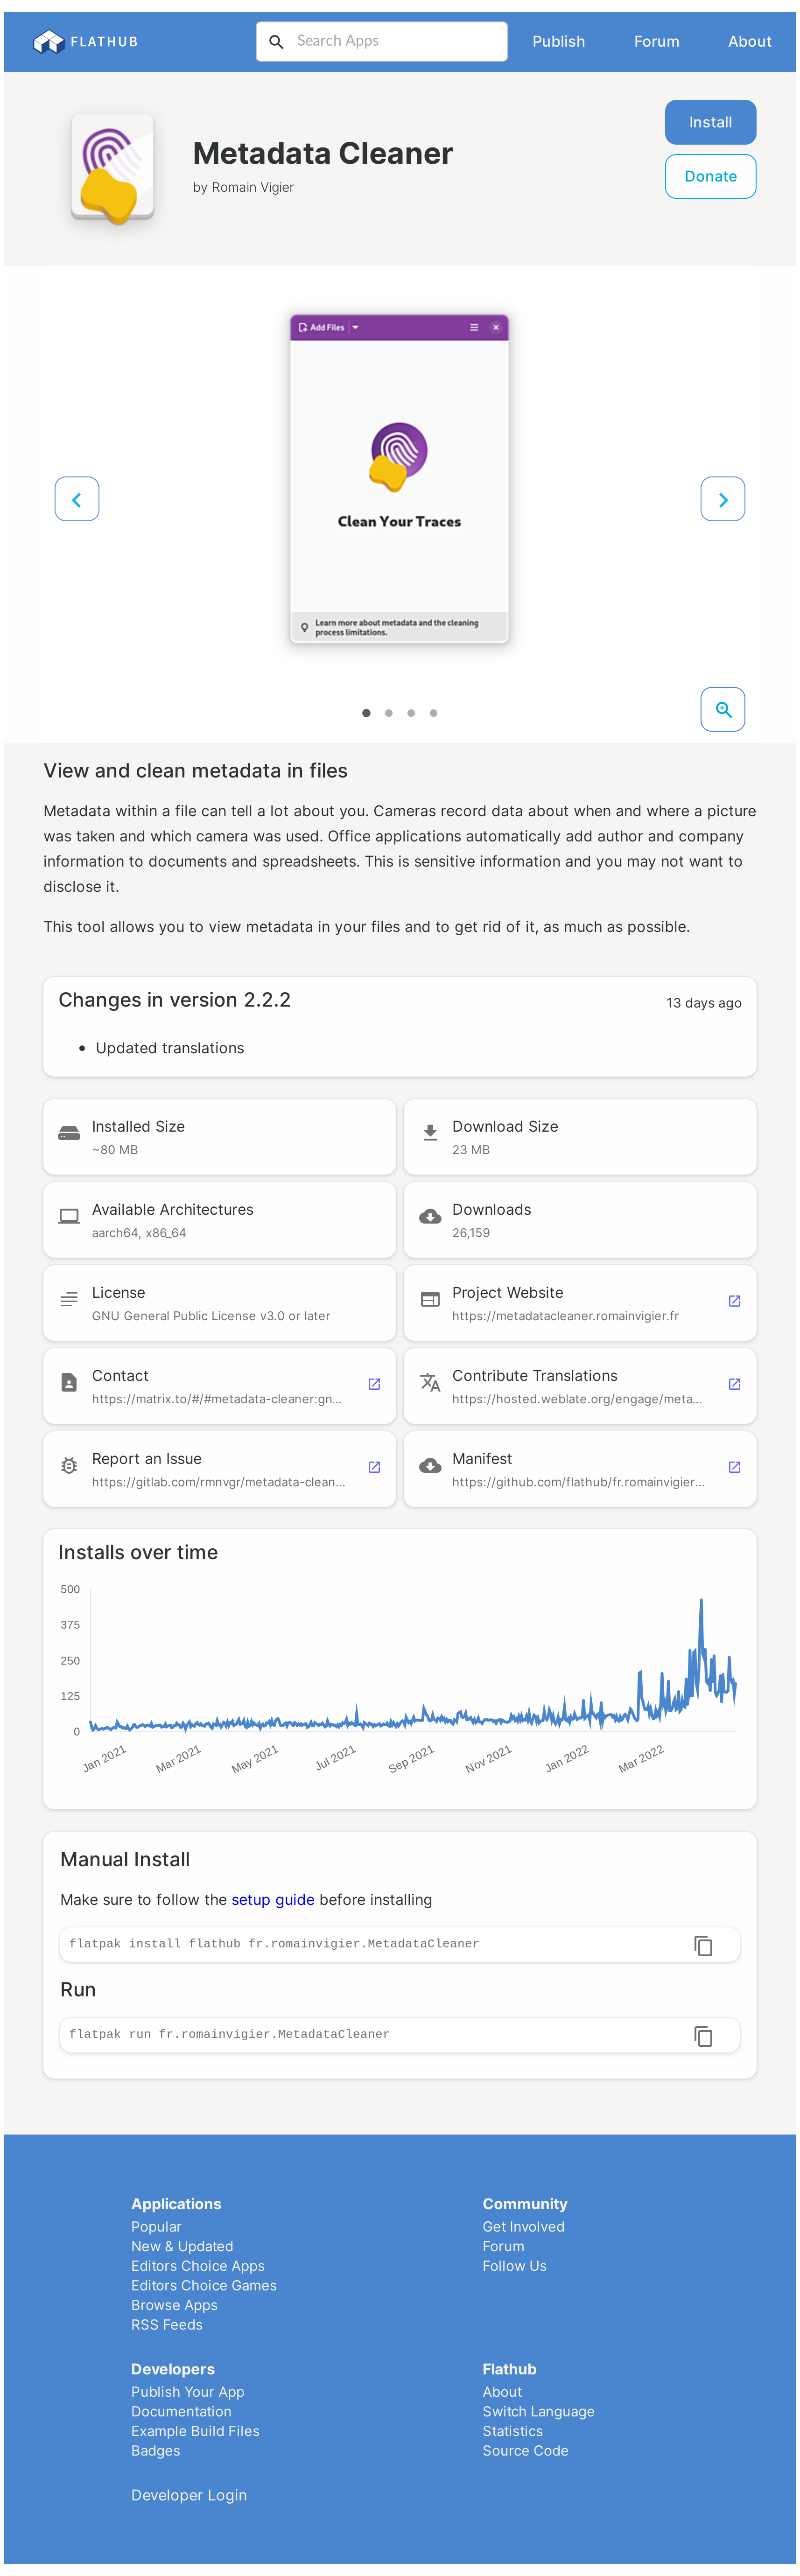 FLATHUB
Search Apps
Publish
Forum
About
Metadata Cleaner
by Romain Vigier
Install
Donate
Add Files
Clean Your Traces
Learn more about metadata and the cleaning
process limitations.
View and clean metadata in files
Metadata within a file can tell a lot about you. Cameras record data about when and where a picture
was taken and which camera was used. Office applications automatically add author and company
information to documents and spreadsheets. This is sensitive information and you may not want to
disclose it.
This tool allows you to view metadata in your files and to get rid of it, as much as possible.
Changes in version 2.2.2
13 days ago
• Updated translations
Installed Size
~80 MB
Download Size
23 MB
Available Architectures
aarch64, x86_64
Downloads
26,159
License
GNU General Public License v3.0 or later
Project Website
https://metadatacleaner.romainvigier.fr
Contact
https://matrix.to/#/#metadata-cleaner:gn...
Contribute Translations
https://hosted.weblate.org/engage/meta...
Report an Issue
https://gitlab.com/rmnvgr/metadata-clean...
Manifest
https://github.com/flathub/fr.romainvigier...
Installs over time
500
375
250
125
0
Jan 2021
Mar 2021
May 2021
Jul 2021
Sep 2021
Nov 2021
Jan 2022
Mar 2022
Manual Install
Make sure to follow the setup guide before installing
flatpak install flathub fr.romainvigier.MetadataCleaner
Run
flatpak run fr.romainvigier.MetadataCleaner
Applications
Popular
New & Updated
Editors Choice Apps
Editors Choice Games
Browse Apps
RSS Feeds
Community
Get Involved
Forum
Follow Us
Developers
Publish Your App
Documentation
Example Build Files
Badges
Flathub
About
Switch Language
Statistics
Source Code
Developer Login